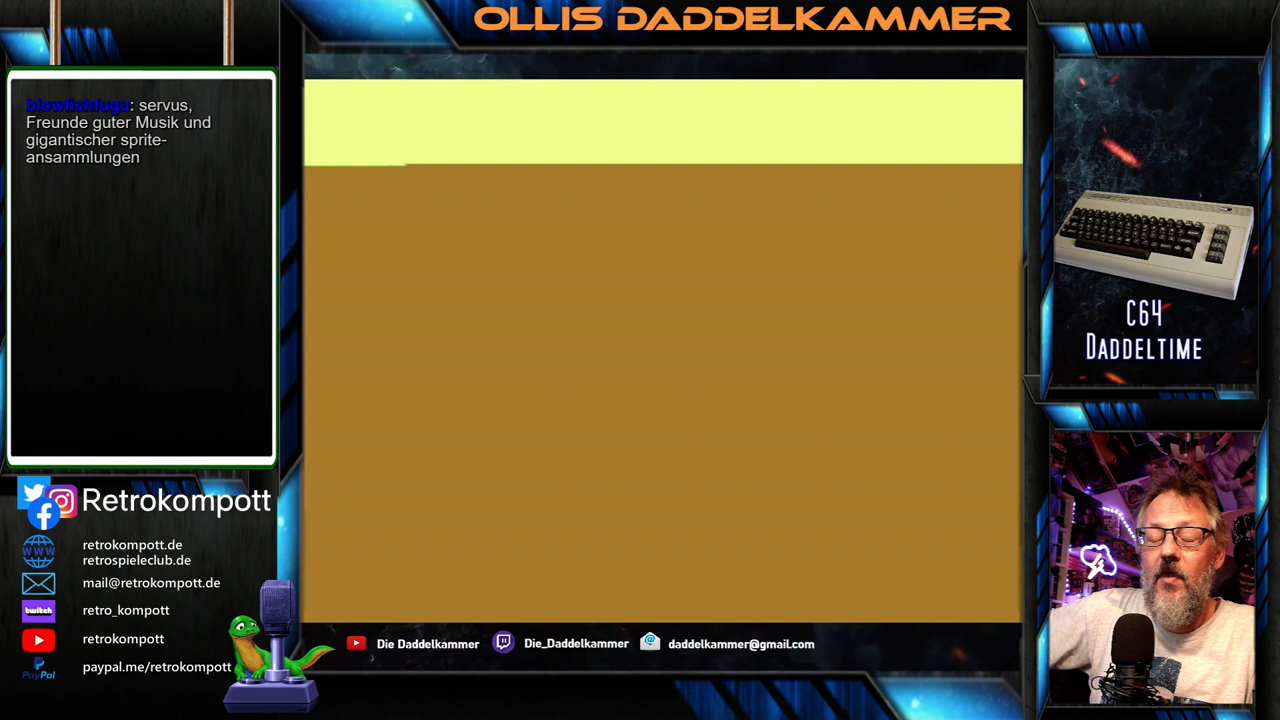 OLLIS DADDELKAMMER
blowfishfugu: servus,
Freunde guter Musik und
gigantischer sprite-
ansammlungen
C64
DADDELTIME
Retrokompott
www
retrokompott.de
retrospieleclub.de
mail@retrokompott.de
twitch
retro_kompott
retrokompott
PayPal
paypal.me/retrokompott
Die Daddelkammer
Die_Daddelkammer
daddelkammer@gmail.com